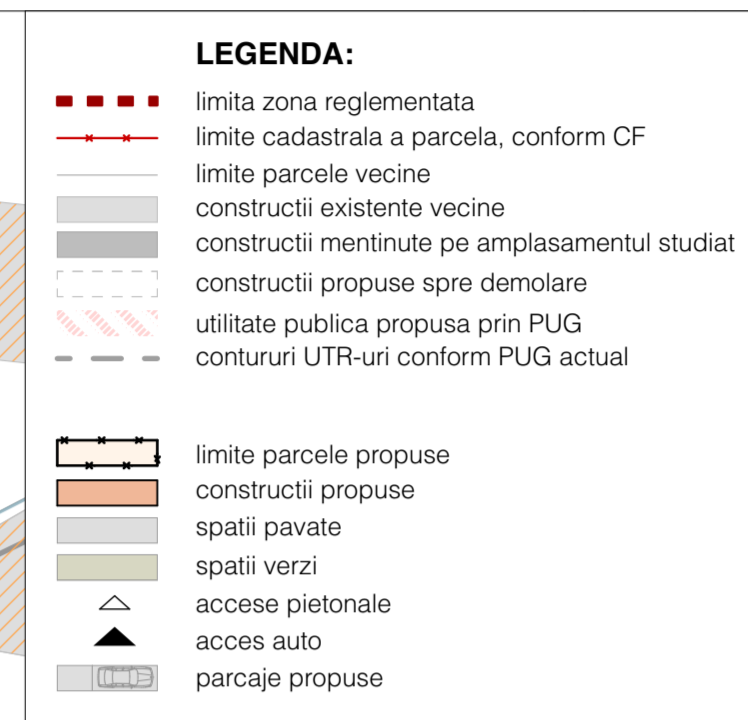 LEGENDA:
limita zona reglementata
limite cadastrala a parcela, conform CF
limite parcele vecine
constructii existente vecine
constructii mentinute pe amplasamentul studiat
constructii propuse spre demolare
utilitate publica propusa prin PUG
contururi UTR-uri conform PUG actual
limite parcele propuse
constructii propuse
spatii pavate
spatii verzi
accese pietonale
acces auto
parcaje propuse